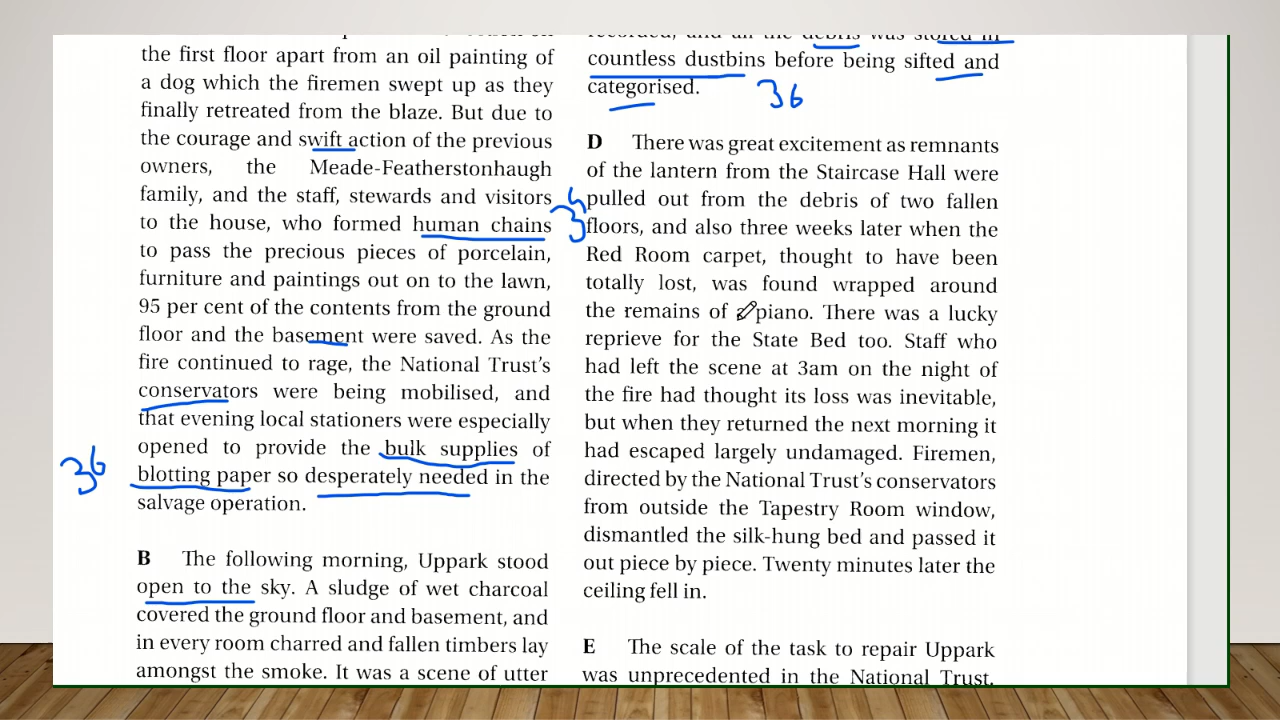 the first floor apart from an oil painting of
a dog which the firemen swept up as they
finally retreated from the blaze. But due to
the courage and swift action of the previous
owners, the Meade-Featherstonhaugh
family, and the staff, stewards and visitors
to the house, who formed human chains
to pass the precious pieces of porcelain,
furniture and paintings out on to the lawn,
95 per cent of the contents from the ground
floor and the basement were saved. As the
fire continued to rage, the National Trust's
conservators were being mobilised, and
that evening local stationers were especially
opened to provide the bulk supplies of
36
blotting paper so desperately needed in the
salvage operation.
B The following morning, Uppark stood
open to the sky. A sludge of wet charcoal
covered the ground floor and basement, and
in every room charred and fallen timbers lay
amongst the smoke. It was a scene of utter
recorded, and all the debris was stored in
countless dustbins before being sifted and
categorised.
36
D There was great excitement as remnants
of the lantern from the Staircase Hall were
pulled out from the debris of two fallen
floors, and also three weeks later when the
Red Room carpet, thought to have been
totally lost, was found wrapped around
the remains of piano. There was a lucky
reprieve for the State Bed too. Staff who
had left the scene at 3am on the night of
the fire had thought its loss was inevitable,
but when they returned the next morning it
had escaped largely undamaged. Firemen,
directed by the National Trust's conservators
from outside the Tapestry Room window,
dismantled the silk-hung bed and passed it
out piece by piece. Twenty minutes later the
ceiling fell in.
E The scale of the task to repair Uppark
was unprecedented in the National Trust.